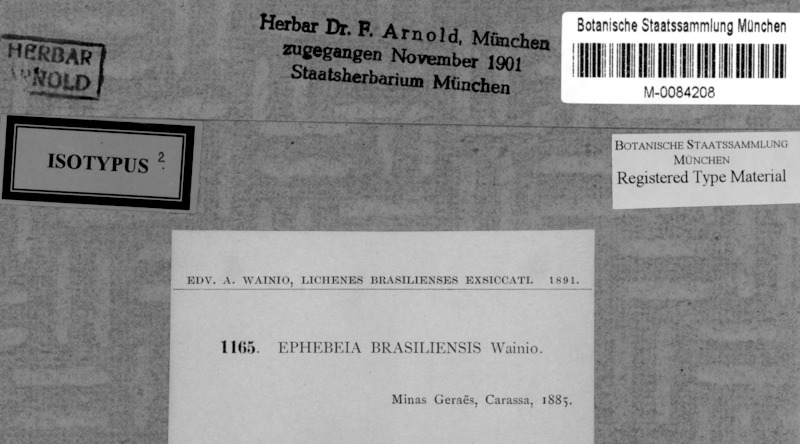 HERBAR
ARNOLD
Herbar Dr. F. Arnold, München
zugegangen November 1901
Staatsherbarium München
Botanische Staatssammlung München
M-0084208
ISOTYPUS ?
BOTANISCHE STAATSSAMMLUNG
MÜNCHEN
Registered Type Material
EDV. A. WAINIO, LICHENES BRASILIENSES EXSICCATI. 1891.
1165. EPHEBEIA BRASILIENSIS Wainio.
Minas Geraës, Carassa, 1885.